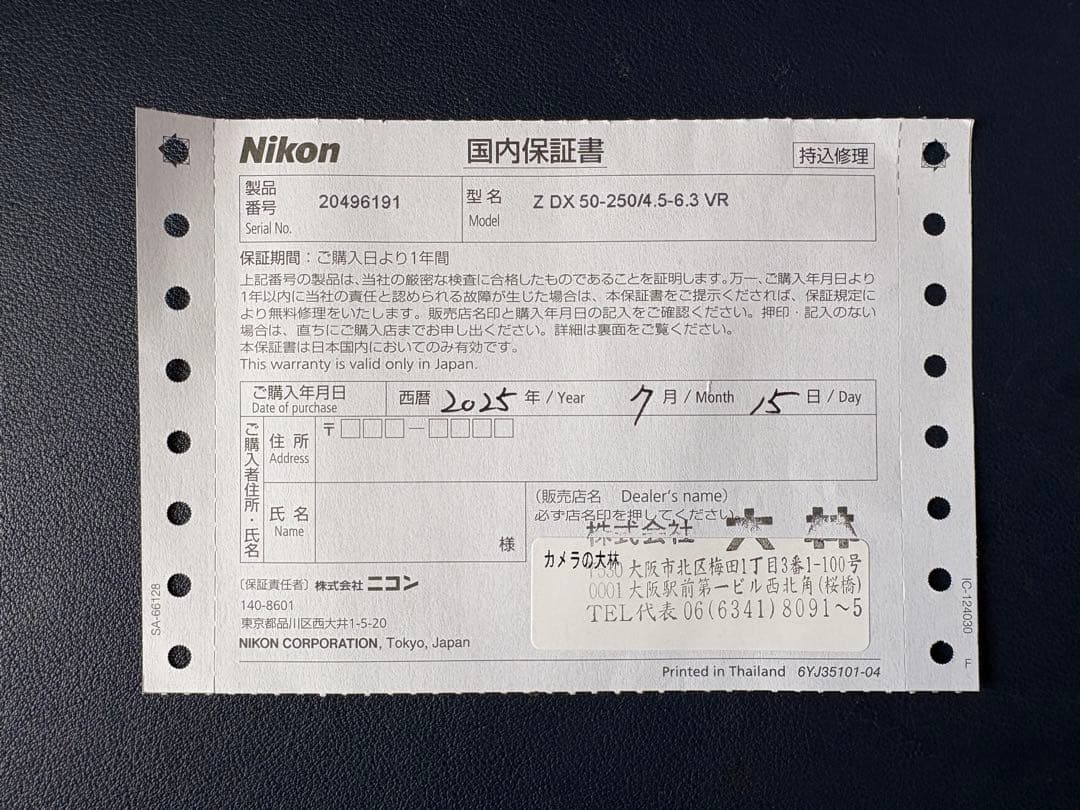 Nikon 国内保証書 持込修理
製品番号 Serial No. 20496191 型名 Model Z DX 50-250/4.5-6.3 VR
保証期間：ご購入日より1年間
上記番号の製品は、当社の厳密な検査に合格したものであることを証明します。万一、ご購入年月日より
1年以内に当社の責任と認められる故障が生じた場合は、本保証書をご提示くだされば、保証規定に
より無料修理をいたします。販売店名印と購入年月日の記入をご確認ください。押印・記入のない
場合は、直ちにご購入店までお申し出ください。詳細は裏面をご覧ください。
本保証書は日本国内においてのみ有効です。
This warranty is valid only in Japan.
ご購入年月日 Date of purchase 西暦 2025 年 / Year 7 月 / Month 15 日 / Day
ご購入者住所・氏名
住所 Address 〒□□□―□□□□
氏名 Name 様
(販売店名 Dealer's name)
必ず店名印を押してください。
株式会社 大林
カメラの大林
〒530 大阪市北区梅田1丁目3番1-100号
0001 大阪駅前第一ビル西北角(桜橋)
TEL代表 06(6341)8091～5
〔保証責任者〕 株式会社 ニコン
140-8601
東京都品川区西大井1-5-20
NIKON CORPORATION, Tokyo, Japan
Printed in Thailand 6YJ35101-04
SA-66128
IC-124030
F